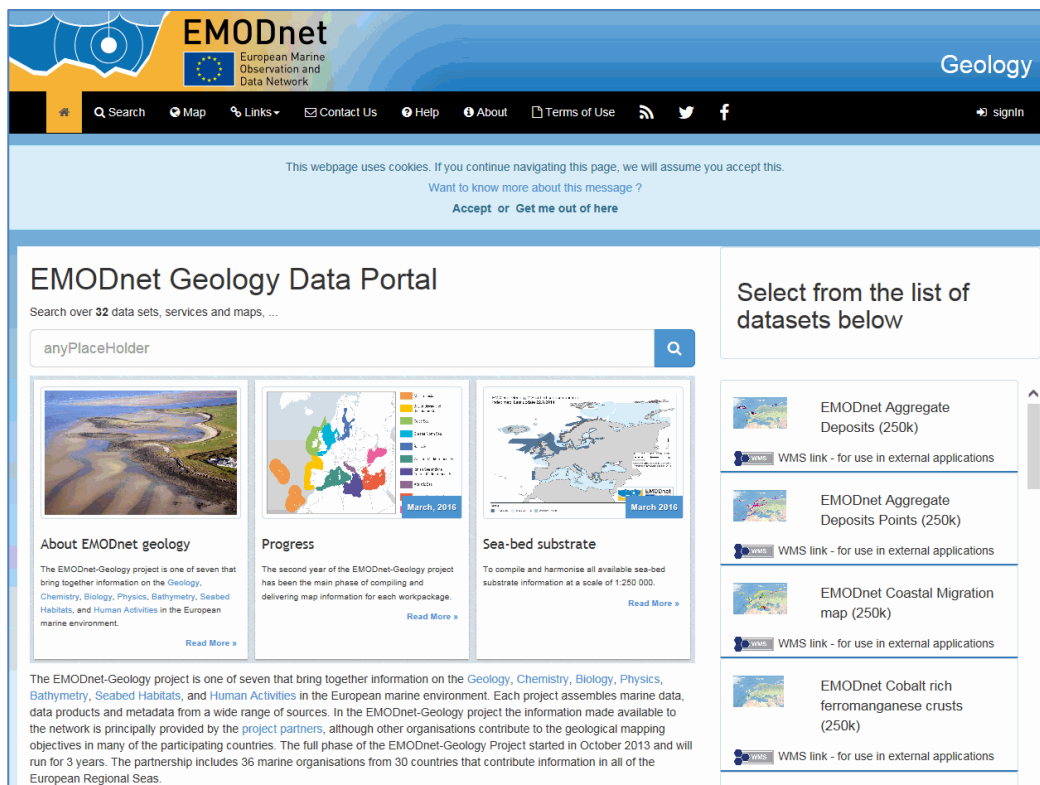 EMODnet
European Marine
Observation and
Data Network
Geology
Search
Map
Links
Contact Us
Help
About
Terms of Use
signIn
This webpage uses cookies. If you continue navigating this page, we will assume you accept this.
Want to know more about this message ?
Accept or Get me out of here
EMODnet Geology Data Portal
Search over 32 data sets, services and maps, ...
anyPlaceHolder
March, 2016
EMODnet
March 2016
About EMODnet geology
The EMODnet-Geology project is one of seven that
bring together information on the Geology,
Chemistry, Biology, Physics, Bathymetry, Seabed
Habitats, and Human Activities in the European
marine environment.
Read More »
Progress
The second year of the EMODnet-Geology project
has been the main phase of compiling and
delivering map information for each workpackage.
Read More »
Sea-bed substrate
To compile and harmonise all available sea-bed
substrate information at a scale of 1:250 000.
Read More »
The EMODnet-Geology project is one of seven that bring together information on the Geology, Chemistry, Biology, Physics,
Bathymetry, Seabed Habitats, and Human Activities in the European marine environment. Each project assembles marine data,
data products and metadata from a wide range of sources. In the EMODnet-Geology project the information made available to
the network is principally provided by the project partners, although other organisations contribute to the geological mapping
objectives in many of the participating countries. The full phase of the EMODnet-Geology Project started in October 2013 and will
run for 3 years. The partnership includes 36 marine organisations from 30 countries that contribute information in all of the
European Regional Seas.
Select from the list of
datasets below
EMODnet Aggregate
Deposits (250k)
WMS WMS link - for use in external applications
EMODnet Aggregate
Deposits Points (250k)
WMS WMS link - for use in external applications
EMODnet Coastal Migration
map (250k)
WMS WMS link - for use in external applications
EMODnet Cobalt rich
ferromanganese crusts
(250k)
WMS WMS link - for use in external applications